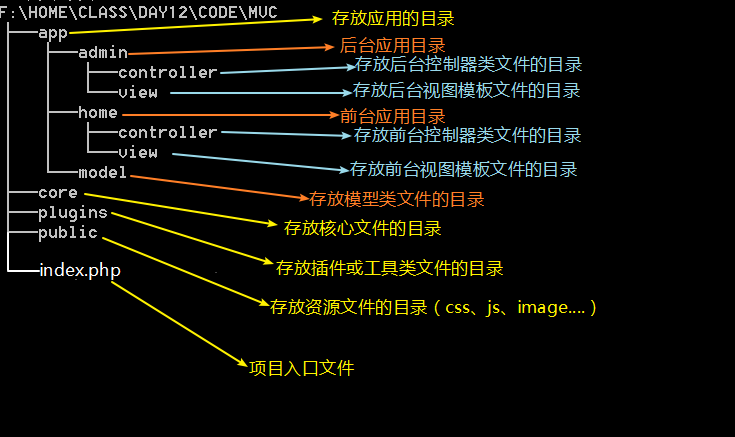 F:\HOME\CLASS\DAY12\CODE\MVC
app 存放应用的目录
admin 后台应用目录
controller 存放后台控制器类文件的目录
view 存放后台视图模板文件的目录
home 前台应用目录
controller 存放前台控制器类文件的目录
view 存放前台视图模板文件的目录
model 存放模型类文件的目录
core 存放核心文件的目录
plugins 存放插件或工具类文件的目录
public 存放资源文件的目录（css、js、image....）
index.php 项目入口文件